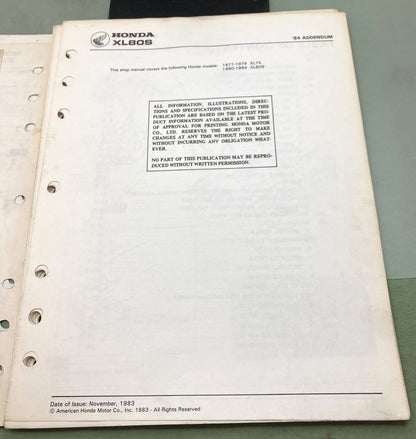 HONDA
XL80S
'84 ADDENDUM
This shop manual covers the following Honda models: 1977-1979 XL75
1980-1984 XL80S
ALL INFORMATION, ILLUSTRATIONS, DIREC-
TIONS AND SPECIFICATIONS INCLUDED IN THIS
PUBLICATION ARE BASED ON THE LATEST PRO-
DUCT INFORMATION AVAILABLE AT THE TIME
OF APPROVAL FOR PRINTING. HONDA MOTOR
CO., LTD. RESERVES THE RIGHT TO MAKE
CHANGES AT ANY TIME WITHOUT NOTICE AND
WITHOUT INCURRING ANY OBLIGATION WHAT-
EVER.
NO PART OF THIS PUBLICATION MAY BE REPRO-
DUCED WITHOUT WRITTEN PERMISSION.
Date of Issue: November, 1983
© American Honda Motor Co., Inc. 1983 - All Rights Reserved